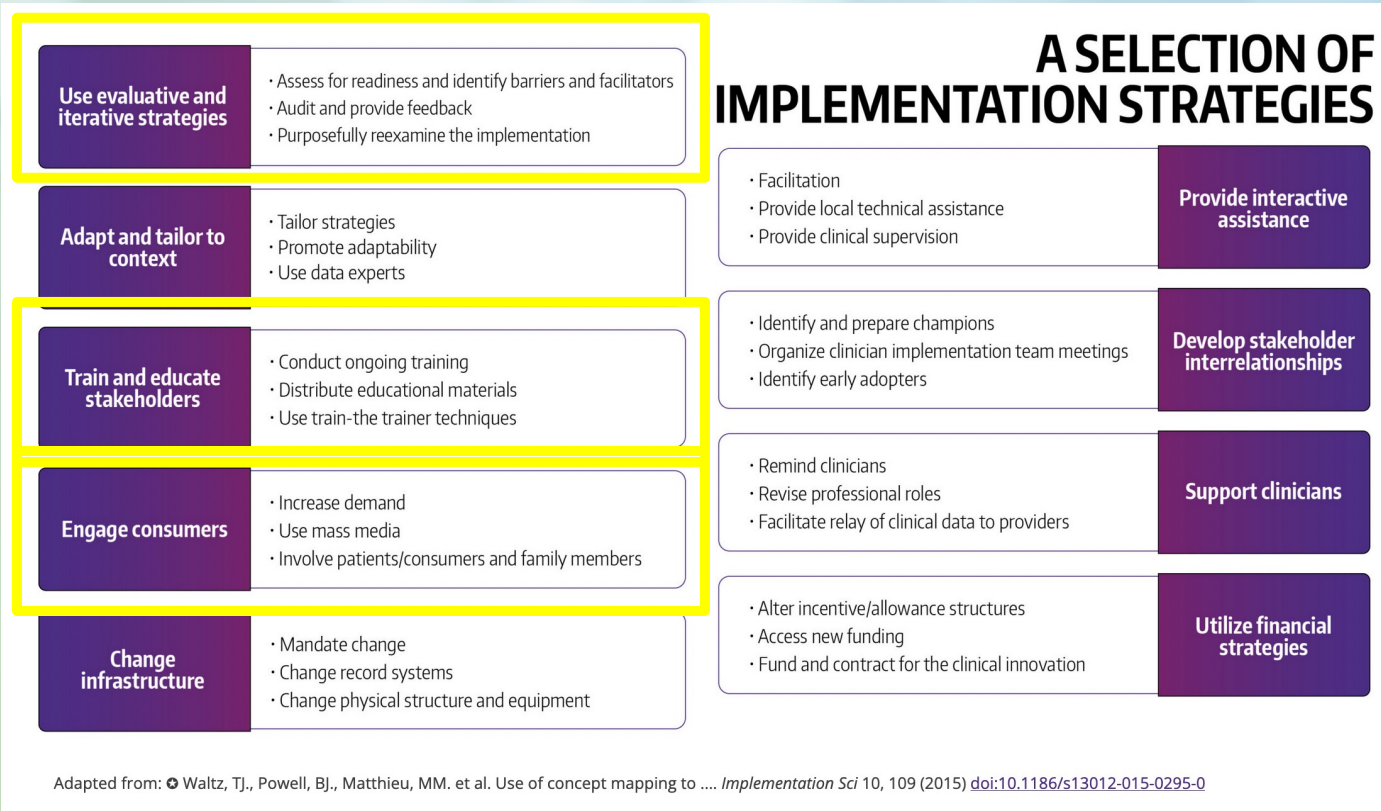 A SELECTION OF
IMPLEMENTATION STRATEGIES
Use evaluative and
iterative strategies
· Assess for readiness and identify barriers and facilitators
· Audit and provide feedback
· Purposefully reexamine the implementation
Adapt and tailor to
context
· Tailor strategies
· Promote adaptability
· Use data experts
Train and educate
stakeholders
· Conduct ongoing training
· Distribute educational materials
· Use train-the trainer techniques
Engage consumers
· Increase demand
· Use mass media
· Involve patients/consumers and family members
Change
infrastructure
· Mandate change
· Change record systems
· Change physical structure and equipment
· Facilitation
· Provide local technical assistance
· Provide clinical supervision
Provide interactive
assistance
· Identify and prepare champions
· Organize clinician implementation team meetings
· Identify early adopters
Develop stakeholder
interrelationships
· Remind clinicians
· Revise professional roles
· Facilitate relay of clinical data to providers
Support clinicians
· Alter incentive/allowance structures
· Access new funding
· Fund and contract for the clinical innovation
Utilize financial
strategies
Adapted from: ✪ Waltz, TJ., Powell, BJ., Matthieu, MM. et al. Use of concept mapping to .... Implementation Sci 10, 109 (2015) doi:10.1186/s13012-015-0295-0